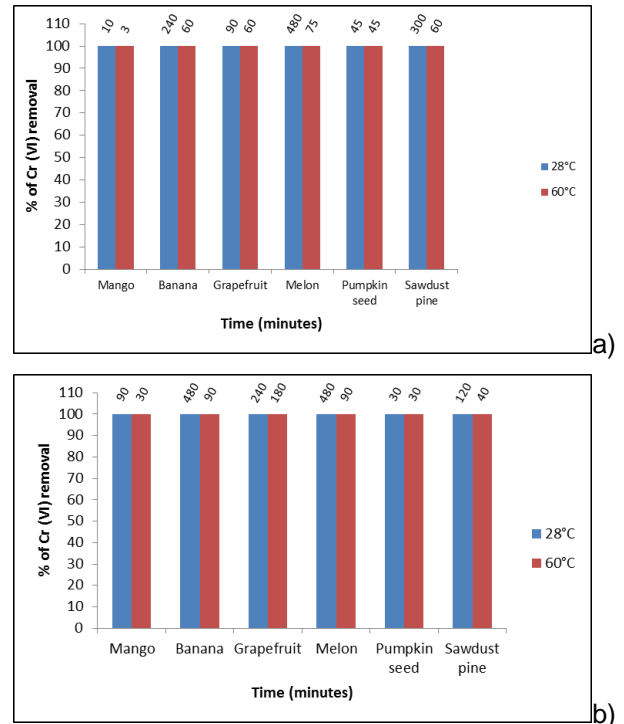 10 3 240 60 90 60 480 75 45 45 300 60
110
100
90
80
70
60
50
40
30
20
10
0
% of Cr (VI) removal
Mango Banana Grapefruit Melon Pumpkin seed Sawdust pine
Time (minutes)
28°C
60°C
a)
90 30 480 90 240 180 480 90 30 30 120 40
110
100
90
80
70
60
50
40
30
20
10
0
% of Cr (VI) removal
Mango Banana Grapefruit Melon Pumpkin seed Sawdust pine
Time (minutes)
28°C
60°C
b)